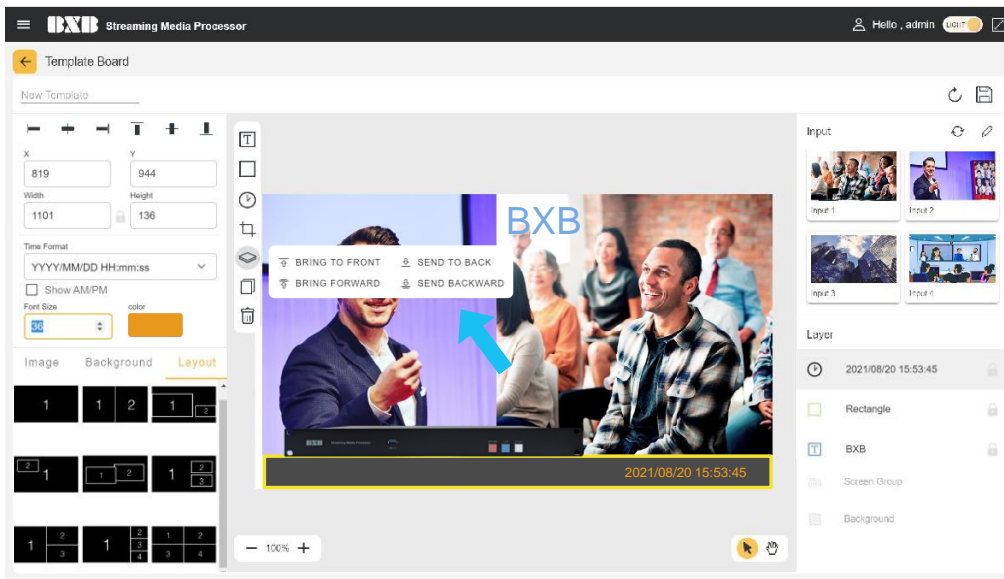 BXB Streaming Media Processor
Hello , admin
LIGHT
Template Board
New Template
X
Y
819
944
Width
Height
1101
136
Time Format
YYYY/MM/DD HH:mm:ss
Show AM/PM
Font Size
color
36
Image
Background
Layout
1
1 2
1 2
2 1
1 2
1 2 3
1 2 3
1 2 3 4
1 2 3 4
T
BRING TO FRONT
SEND TO BACK
BRING FORWARD
SEND BACKWARD
BXB
BXB Streaming Media Processor
2021/08/20 15:53:45
100%
Input
Input 1
Input 2
Input 3
Input 4
Layer
2021/08/20 15:53:45
Rectangle
T
BXB
Screen Group
Background